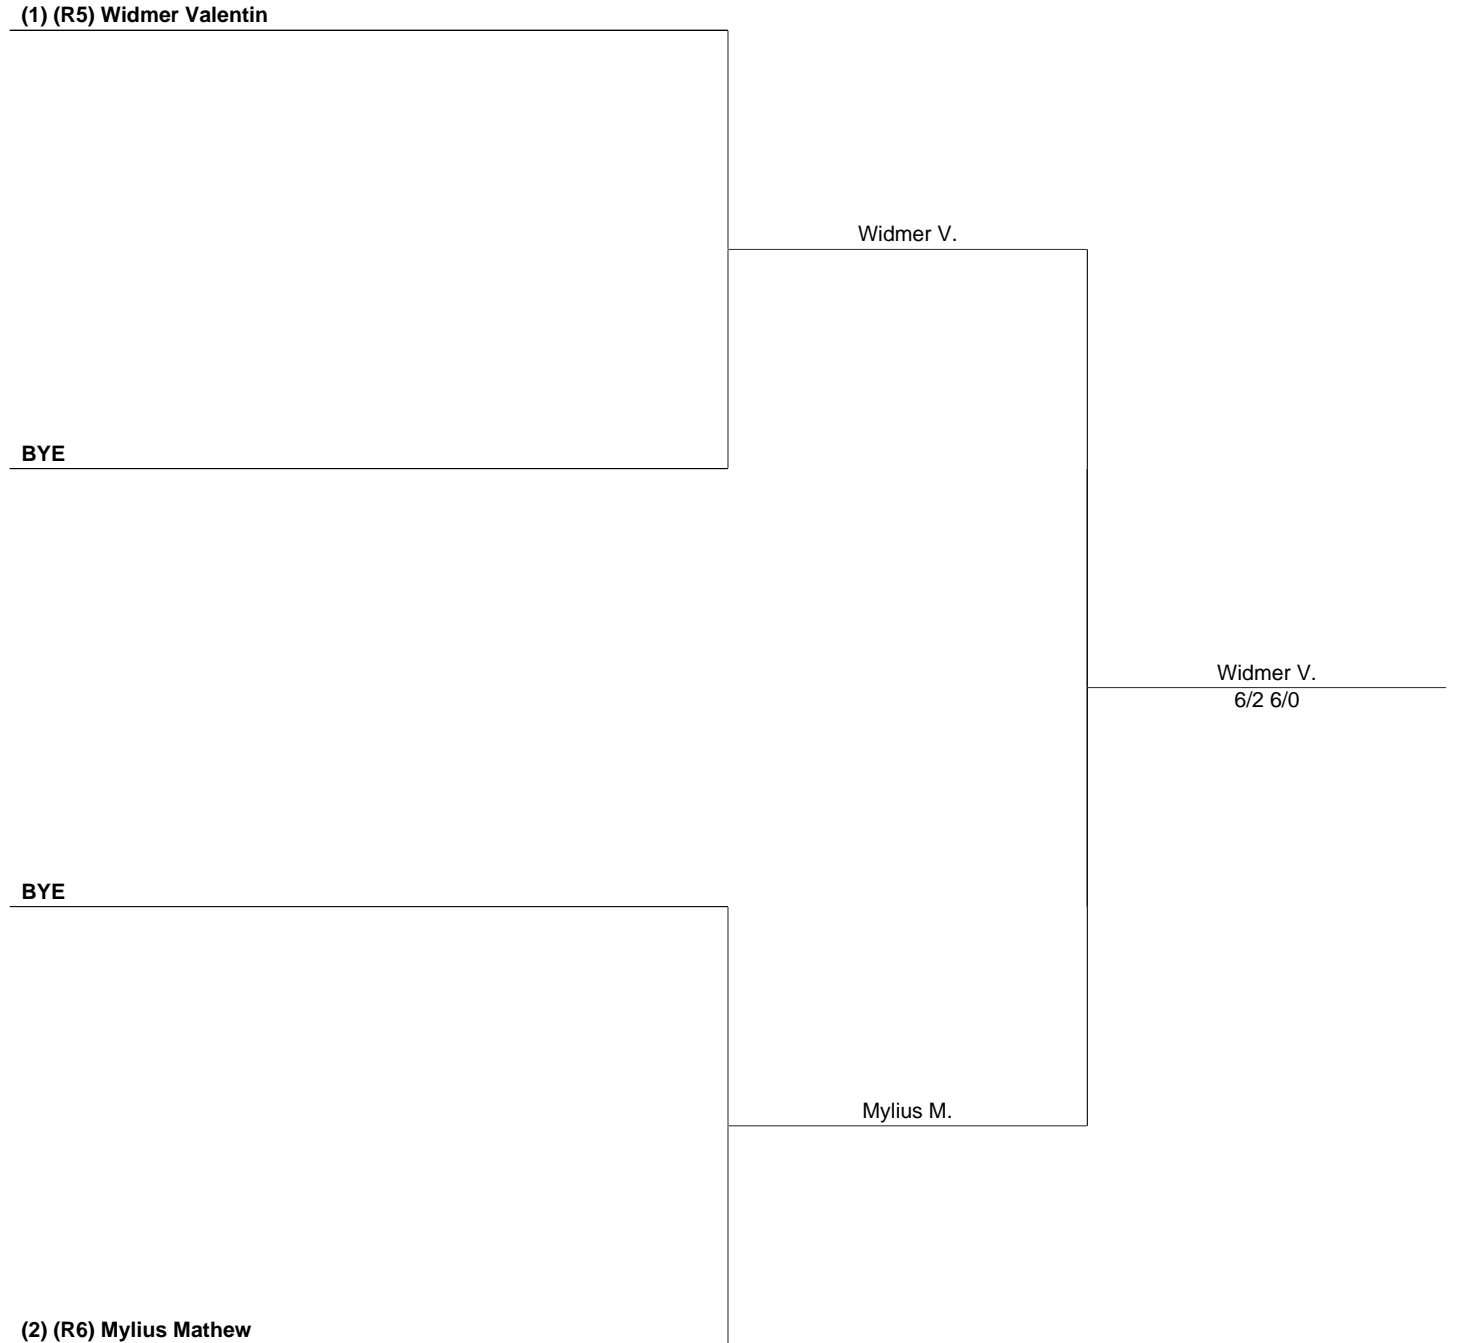 (1) (R5) Widmer Valentin
Widmer V.
BYE
Widmer V.
6/2 6/0
BYE
Mylius M.
(2) (R6) Mylius Mathew